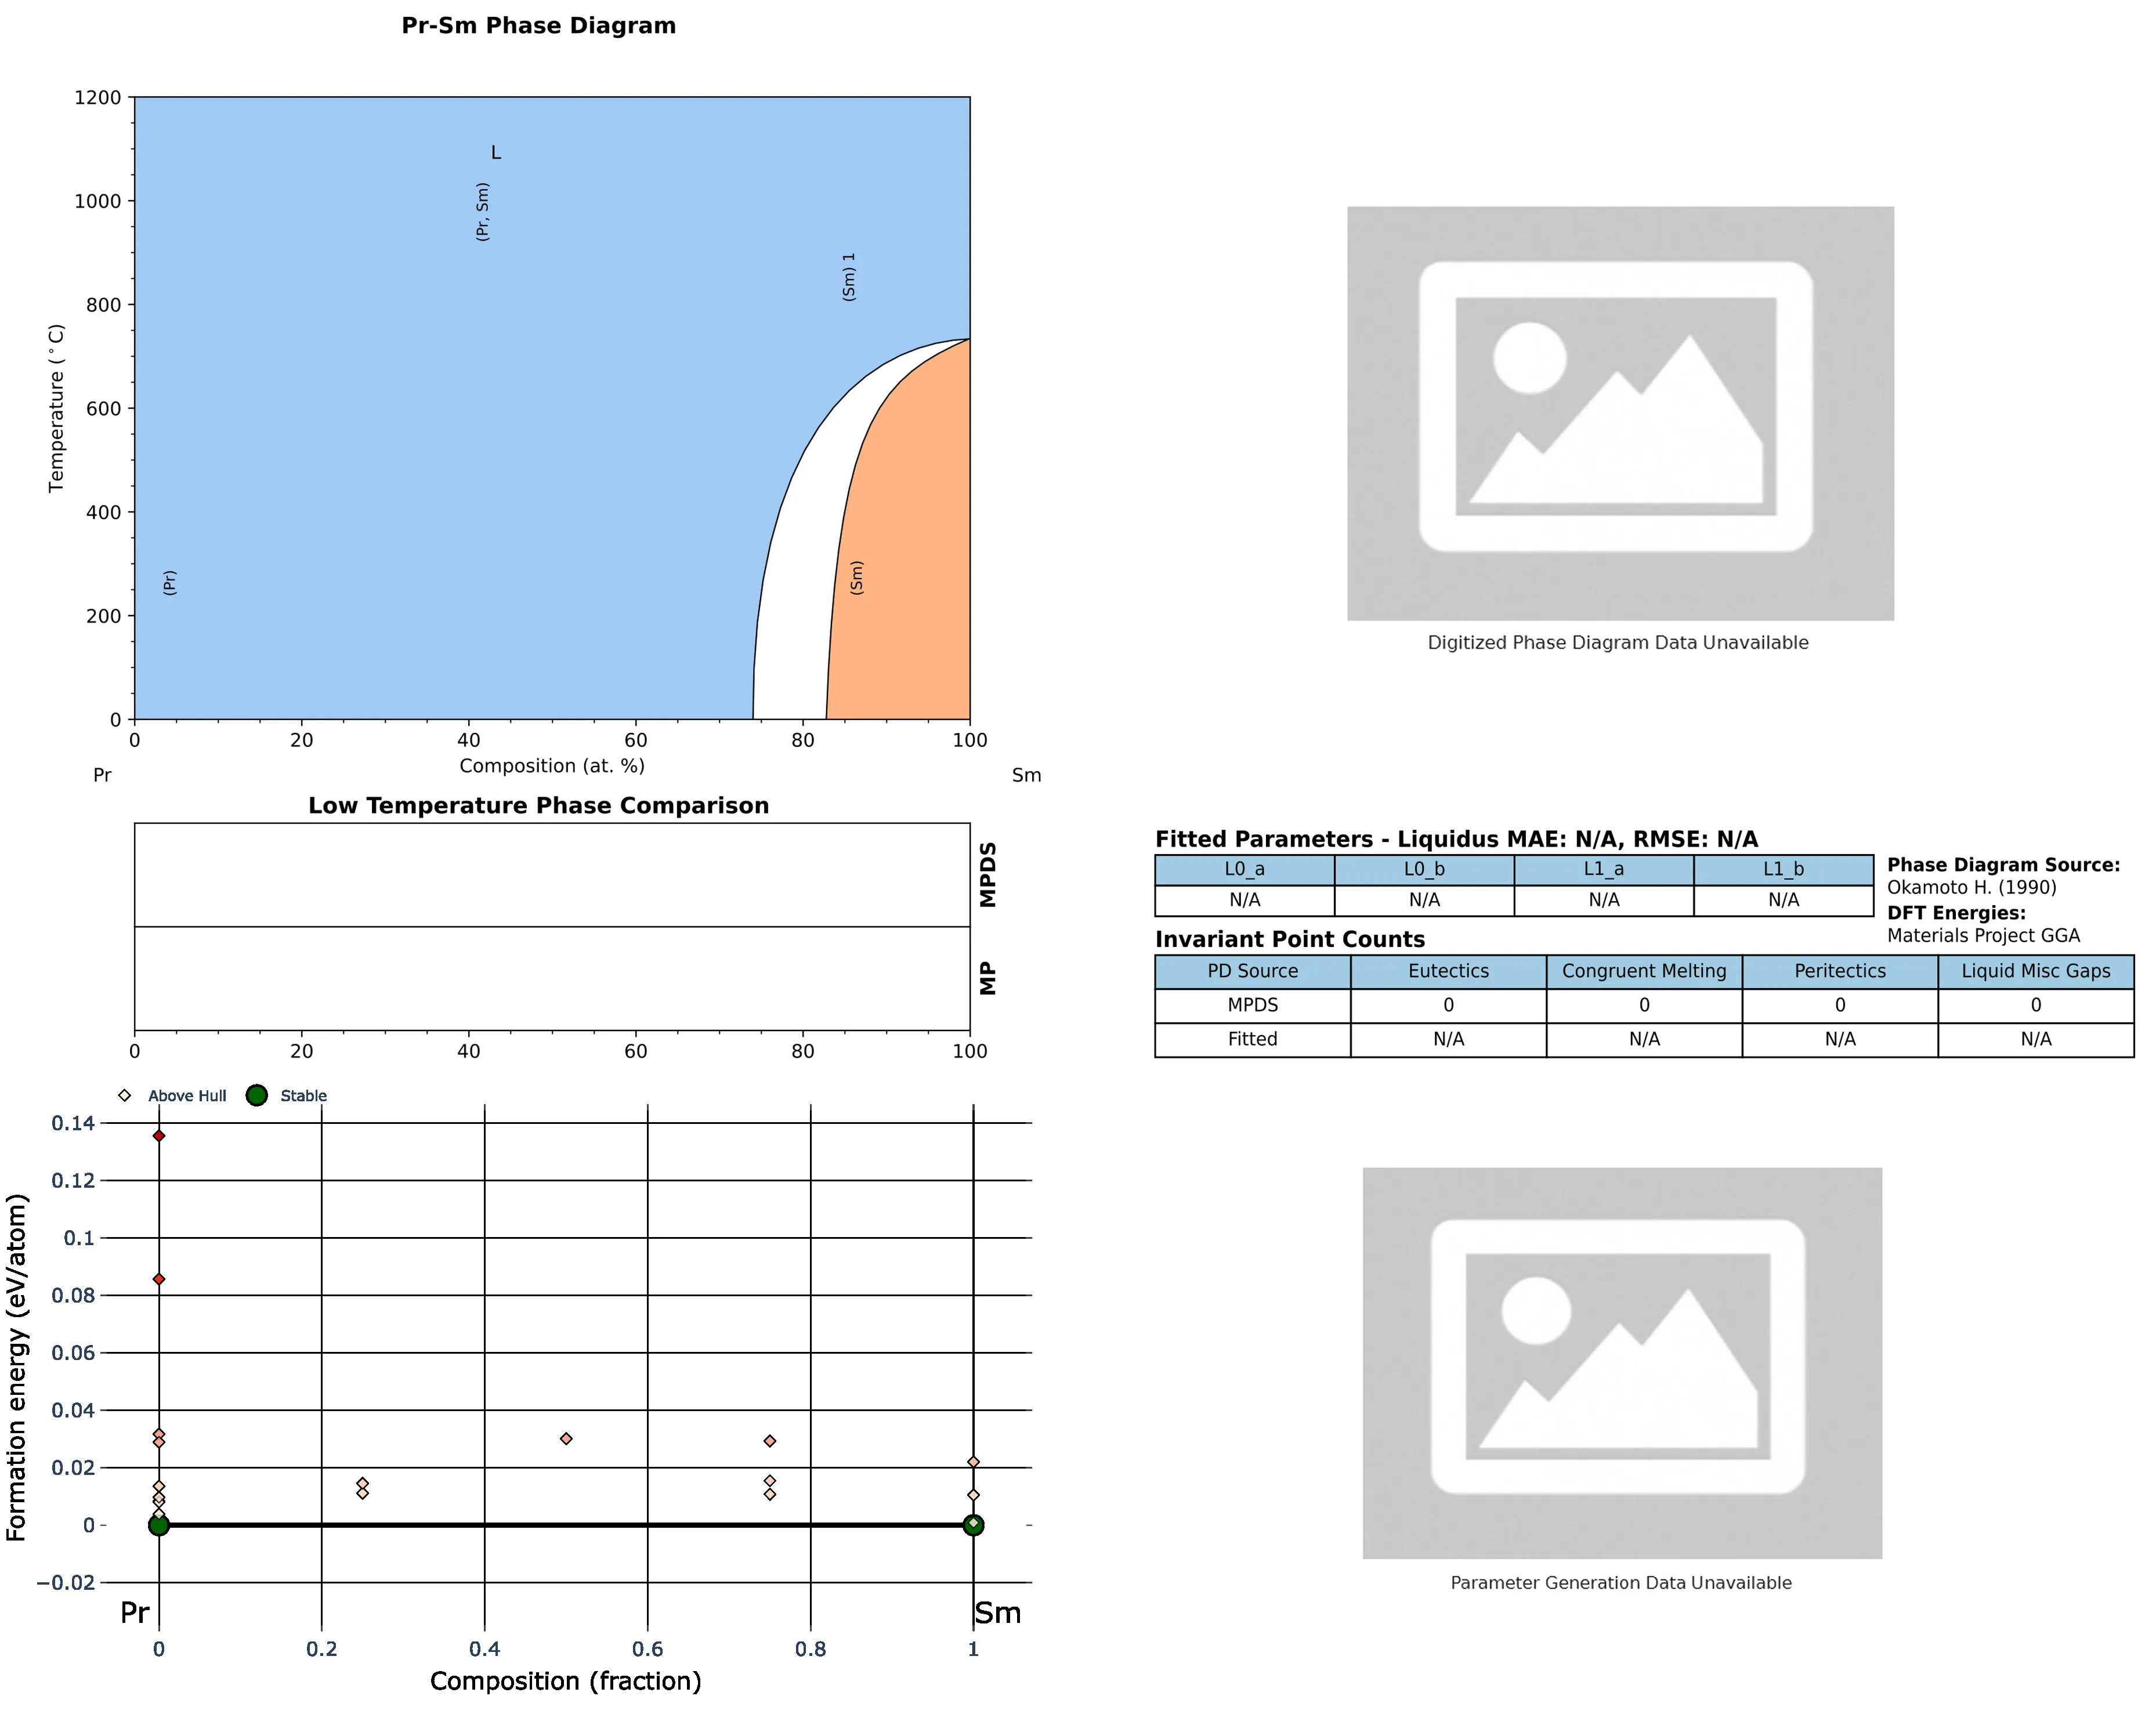 Pr-Sm Phase Diagram
1200
1000
800
600
400
200
0
Temperature (°C)
L
(Pr, Sm)
(Sm) 1
(Pr)
(Sm)
0 20 40 60 80 100
Composition (at. %)
Pr Sm
Digitized Phase Diagram Data Unavailable
Low Temperature Phase Comparison
MPDS
MP
0 20 40 60 80 100
Fitted Parameters - Liquidus MAE: N/A, RMSE: N/A
L0_a L0_b L1_a L1_b
N/A N/A N/A N/A
Phase Diagram Source:
Okamoto H. (1990)
DFT Energies:
Materials Project GGA
Invariant Point Counts
PD Source Eutectics Congruent Melting Peritectics Liquid Misc Gaps
MPDS 0 0 0 0
Fitted N/A N/A N/A N/A
Above Hull Stable
0.14
0.12
0.1
0.08
0.06
0.04
0.02
0
−0.02
Formation energy (eV/atom)
Pr Sm
0 0.2 0.4 0.6 0.8 1
Composition (fraction)
Parameter Generation Data Unavailable